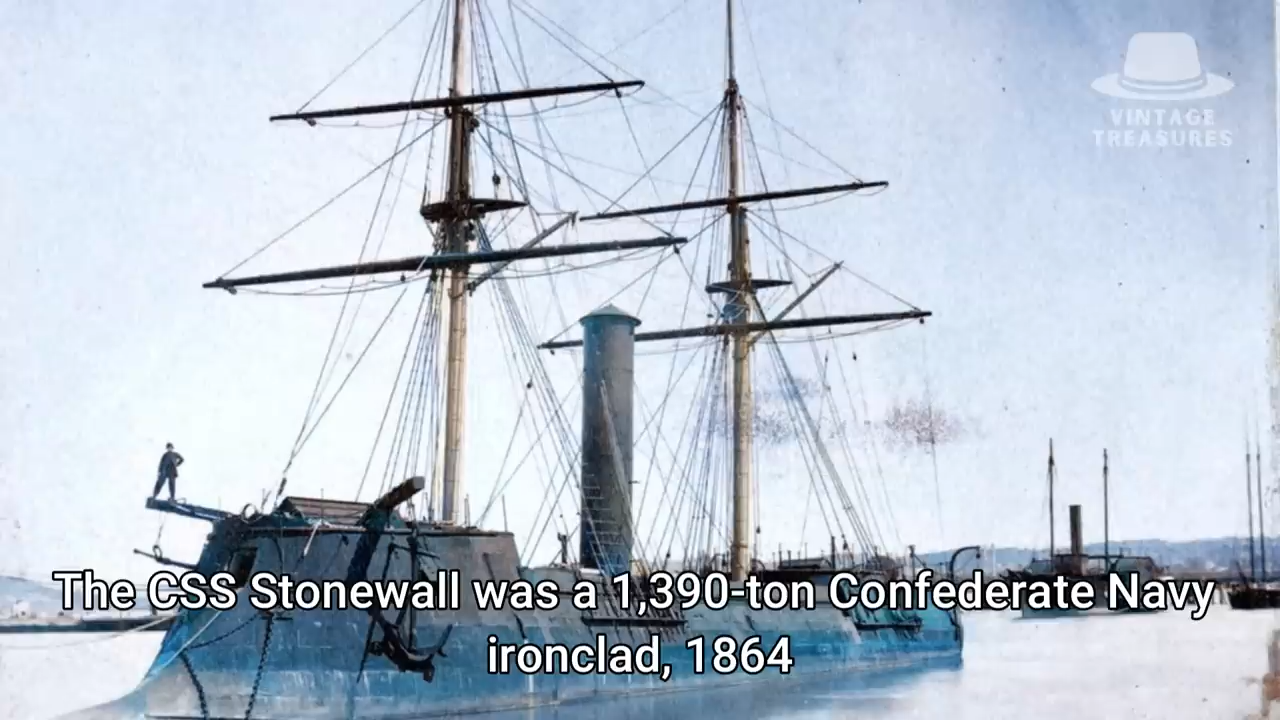 VINTAGE
TREASURES
The CSS Stonewall was a 1,390-ton Confederate Navy
ironclad, 1864